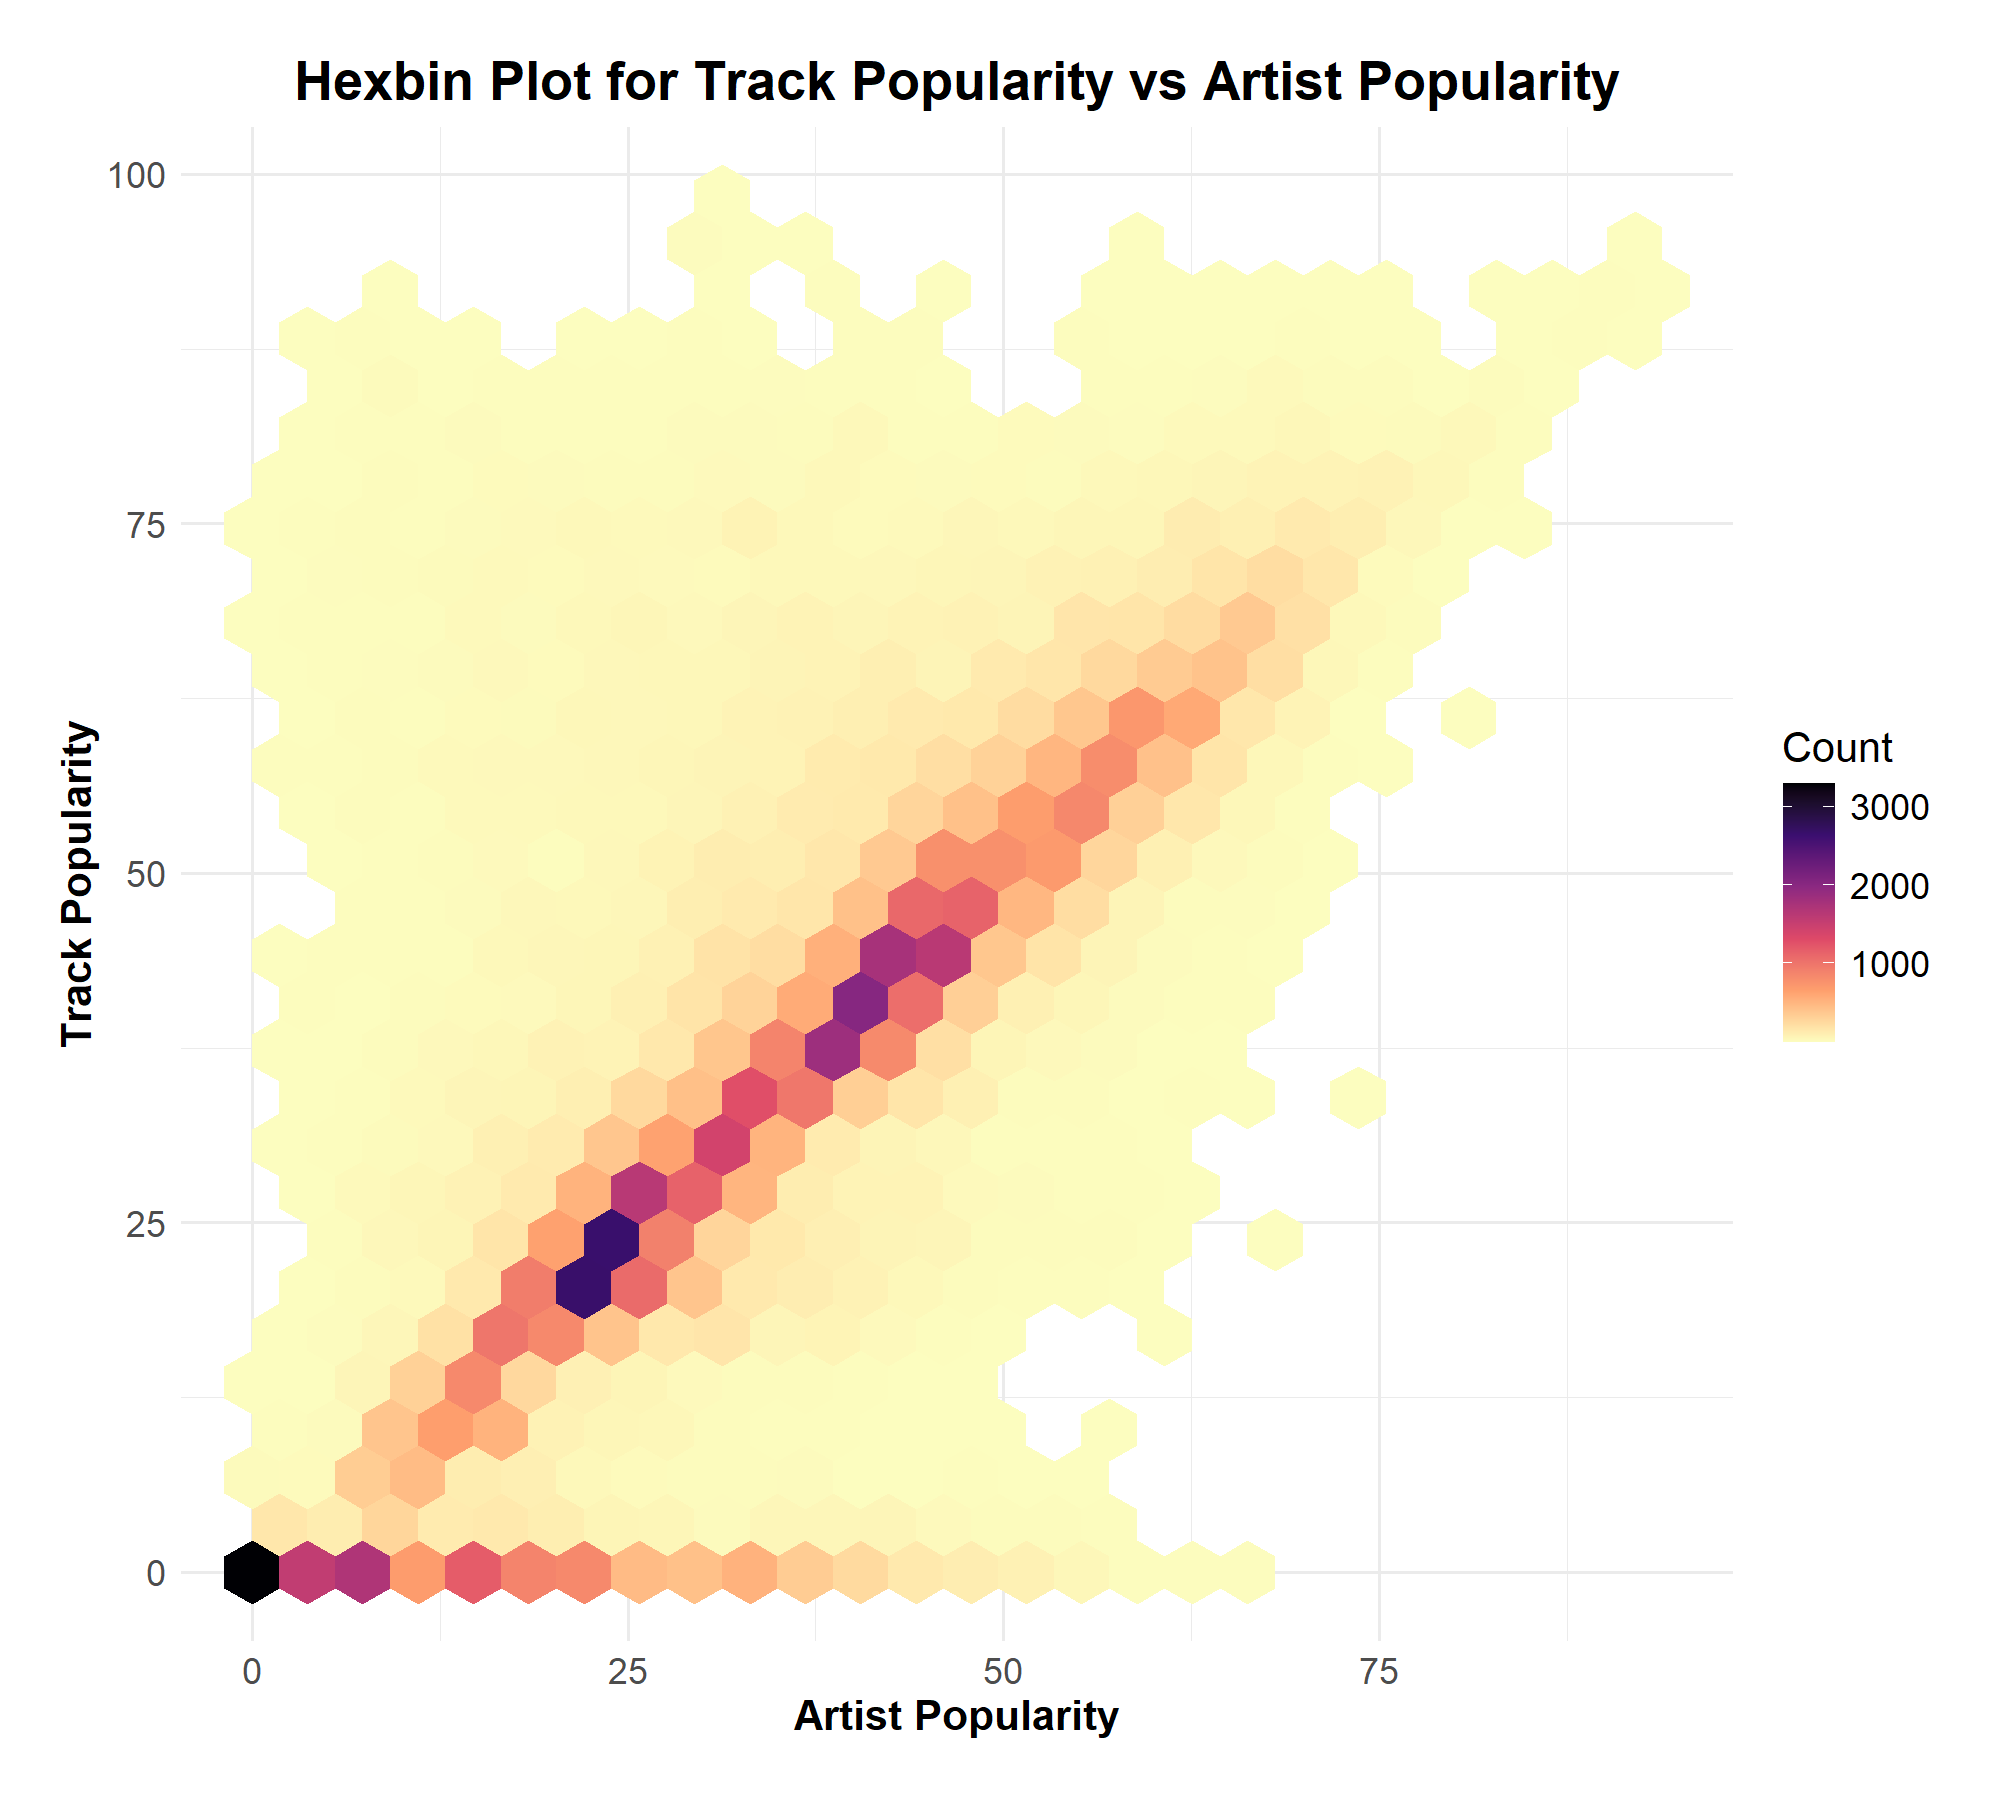 Hexbin Plot for Track Popularity vs Artist Popularity
100
75
50
25
0
Track Popularity
0 25 50 75
Artist Popularity
Count
3000
2000
1000